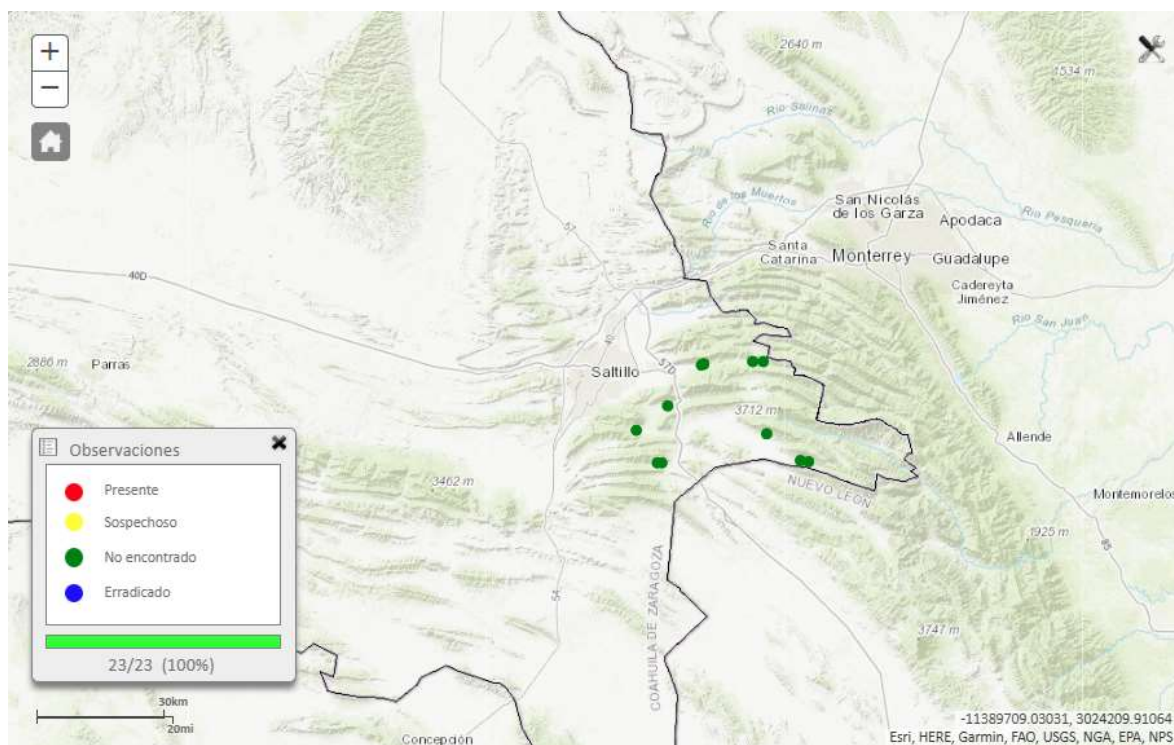 +
2640 m
1534 m
−
Rio Salinas
San Nicolás
de los Garza
Apodaca
Rio de los Muertos
Rio Pesquería
57
Santa
Catarina
Monterrey
Guadalupe
40D
Cadereyta
Jiménez
Rio San Juan
40
2886 m
Parras
Saltillo
57D
3712 m
Allende
Observaciones
3462 m
NUEVO LEÓN
Montemorelos
Presente
Sospechoso
1925 m
85
No encontrado
COAHUILA DE ZARAGOZA
Erradicado
54
3747 m
23/23 (100%)
30km
20mi
-11389709.03031, 3024209.91064
Concepción
Esri, HERE, Garmin, FAO, USGS, NGA, EPA, NPS